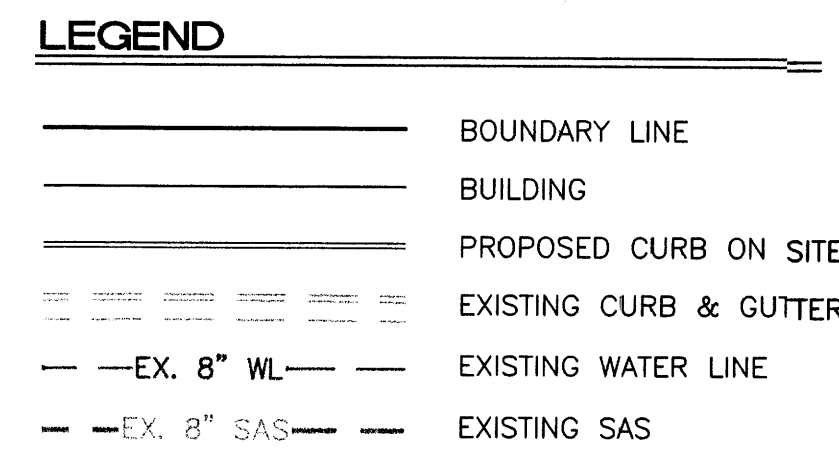 LEGEND
BOUNDARY LINE
BUILDING
PROPOSED CURB ON SITE
EXISTING CURB & GUTTER
EX. 8" WL EXISTING WATER LINE
EX. 8" SAS EXISTING SAS